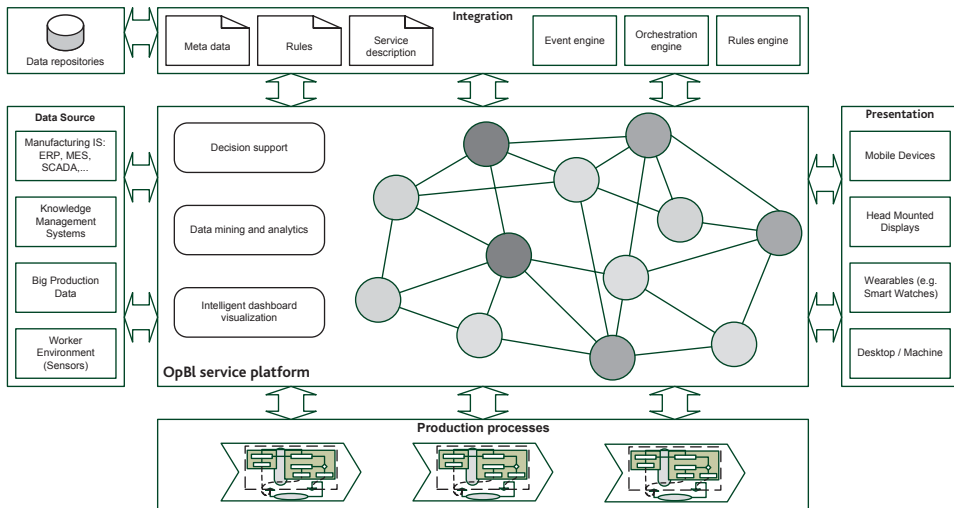 Integration
Data repositories
Meta data
Rules
Service
description
Event engine
Orchestration
engine
Rules engine
Data Source
Manufacturing IS:
ERP, MES,
SCADA,...
Knowledge
Management
Systems
Big Production
Data
Worker
Environment
(Sensors)
Decision support
Data mining and analytics
Intelligent dashboard
visualization
OpBI service platform
Presentation
Mobile Devices
Head Mounted
Displays
Wearables (e.g.
Smart Watches)
Desktop / Machine
Production processes